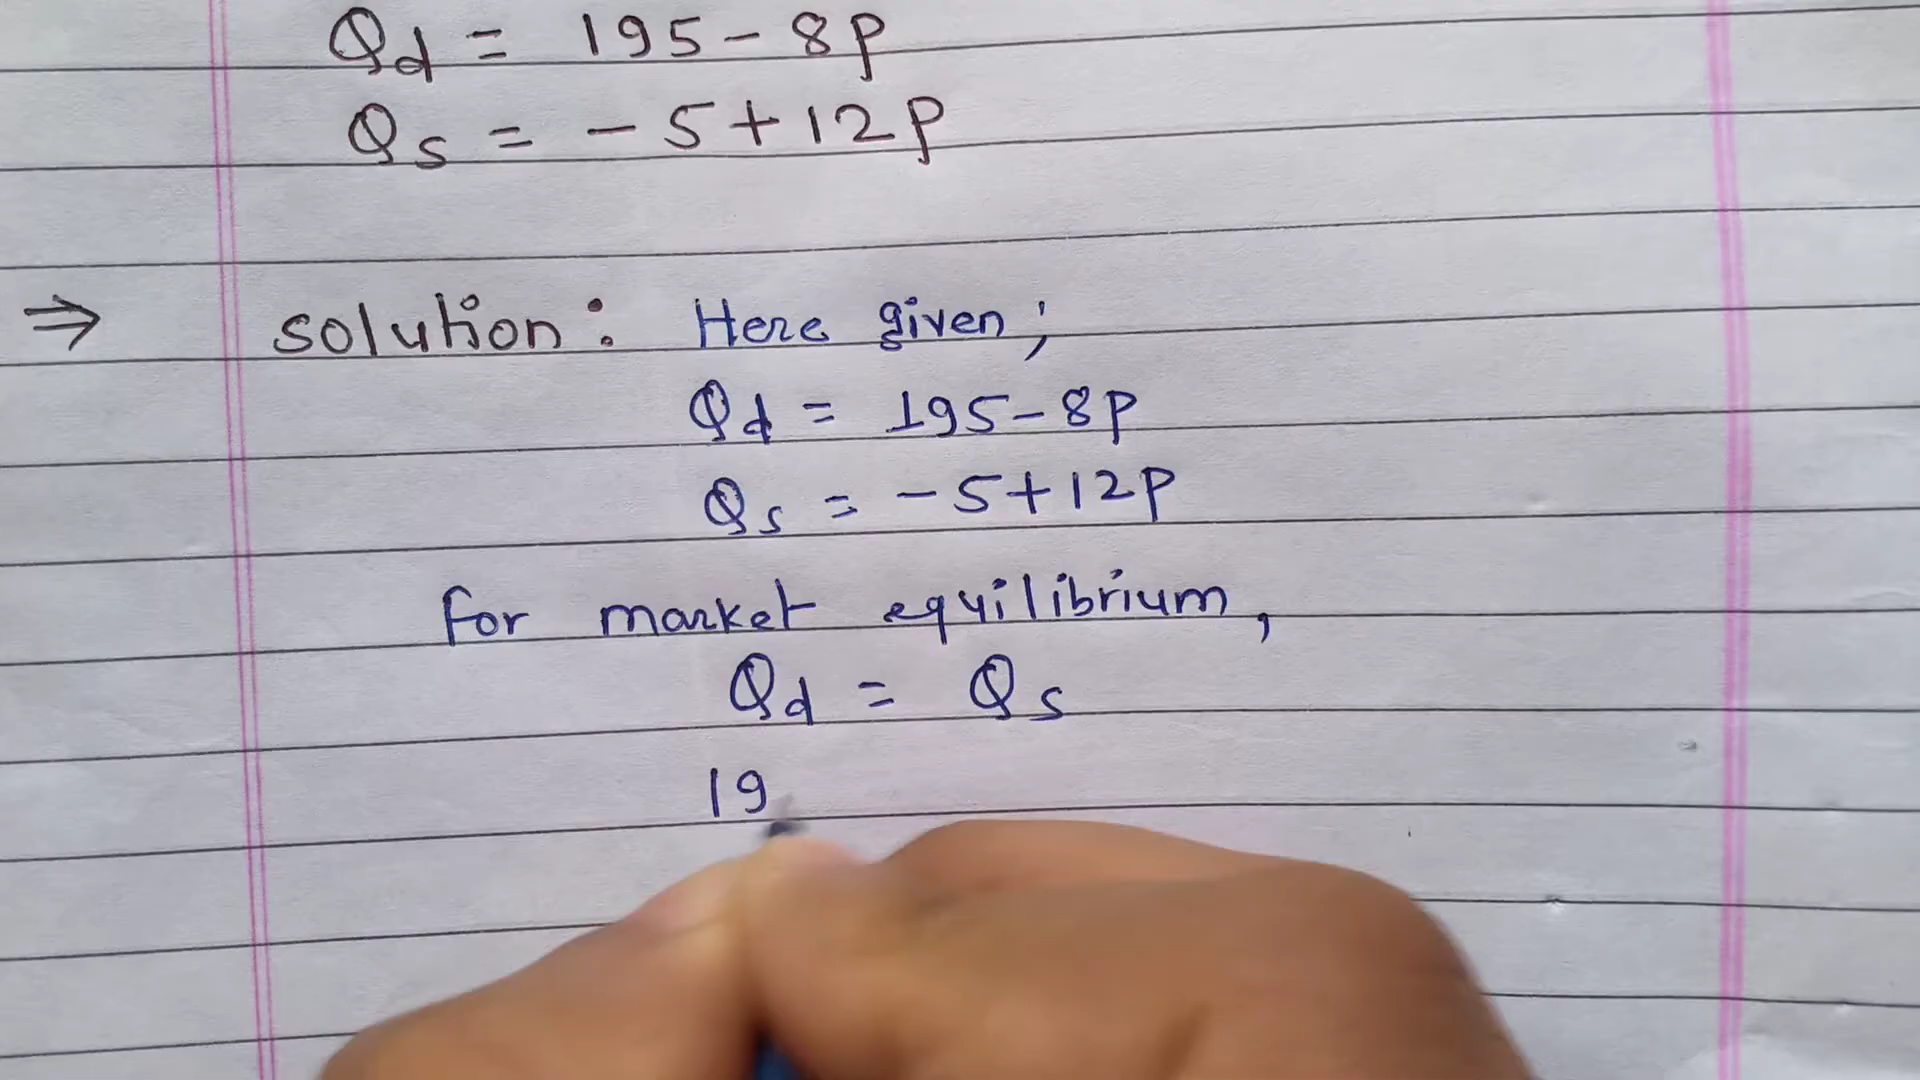 Qd = 195 - 8P
Qs = - 5 + 12P
⇒ Solution: Here given;
Qd = 195 - 8P
Qs = - 5 + 12P
for market equilibrium,
Qd = Qs
19